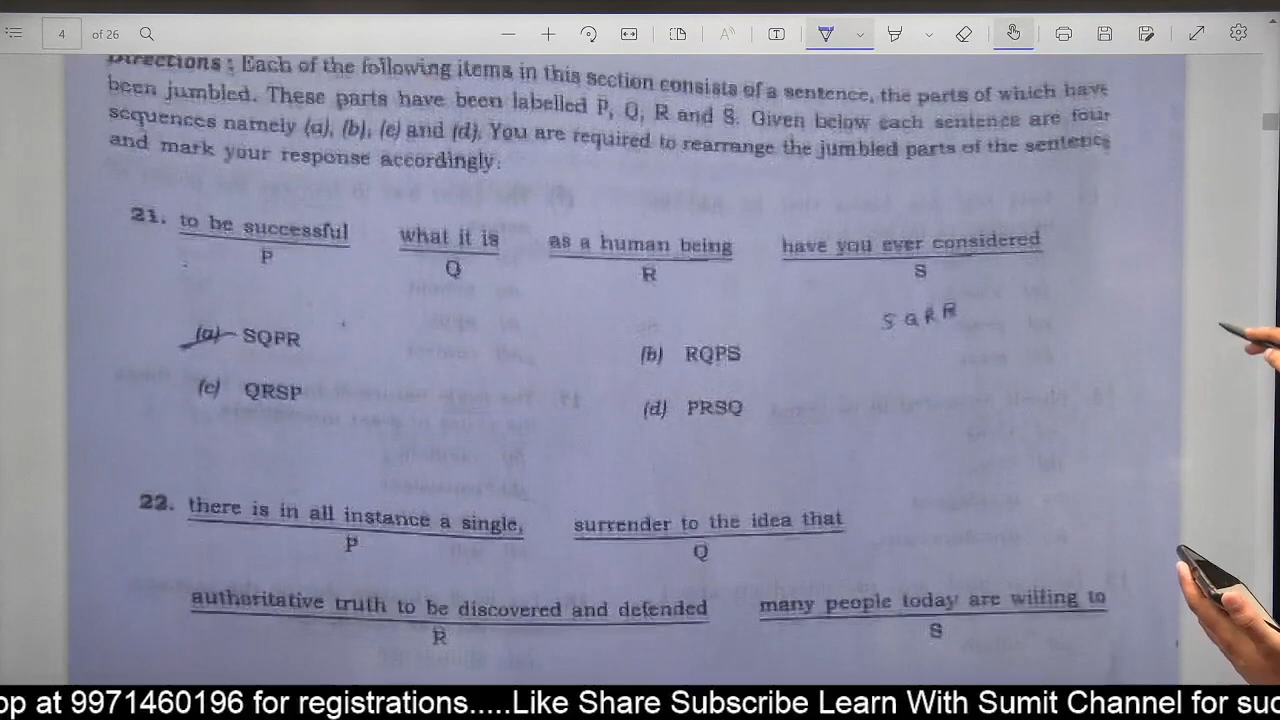 4 of 26
Directions : Each of the following items in this section consists of a sentence, the parts of which have
been jumbled. These parts have been labelled P, Q, R and S. Given below each sentence are four
sequences namely (a), (b), (c) and (d). You are required to rearrange the jumbled parts of the sentence
and mark your response accordingly.
21. to be successful what it is as a human being have you ever considered
P Q R S
S Q
(a) SQPR
(b) RQPS
(c) QRSP
(d) PRSQ
22. there is in all instance a single, surrender to the idea that
P Q
authoritative truth to be discovered and defended many people today are willing to
R S
op at 9971460196 for registrations.....Like Share Subscribe Learn With Sumit Channel for suc